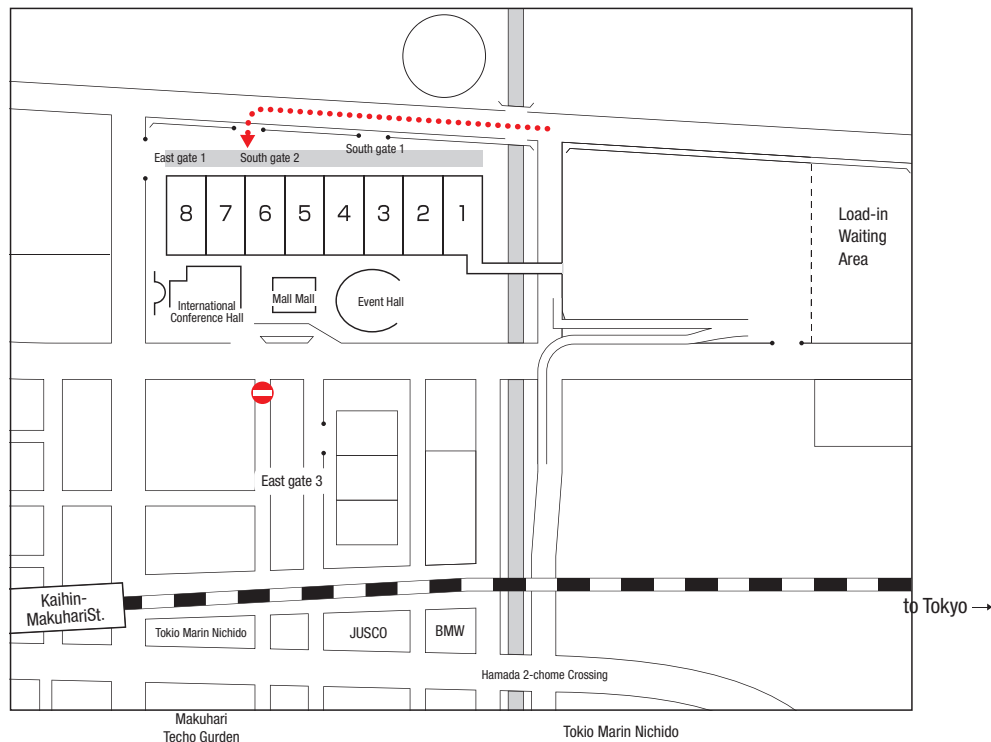 South gate 1
East gate 1
South gate 2
8
7
6
5
4
3
2
1
Load-in
Waiting
Area
International
Conference Hall
Mall Mall
Event Hall
East gate 3
Kaihin-
MakuhariSt.
to Tokyo →
Tokio Marin Nichido
JUSCO
BMW
Hamada 2-chome Crossing
Makuhari
Techo Gurden
Tokio Marin Nichido